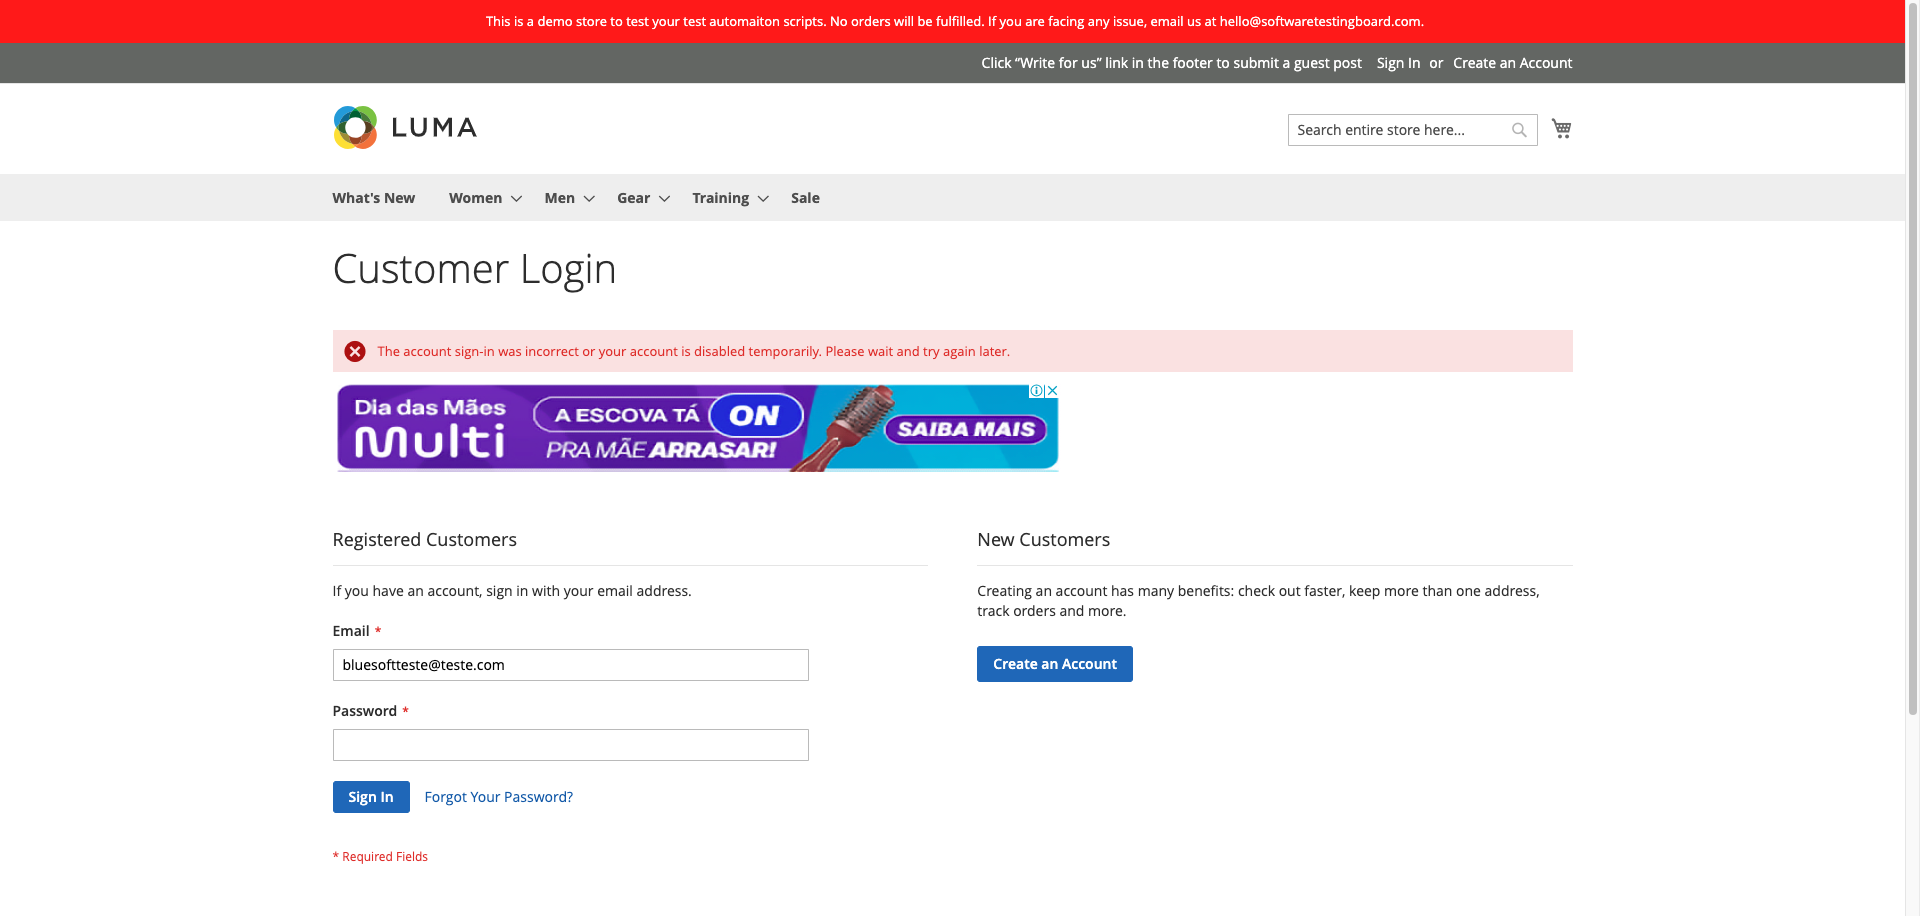 This is a demo store to test your test automaiton scripts. No orders will be fulfilled. If you are facing any issue, email us at hello@softwaretestingboard.com.
Click “Write for us” link in the footer to submit a guest post Sign In or Create an Account
LUMA
Search entire store here...
What's New Women Men Gear Training Sale
Customer Login
The account sign-in was incorrect or your account is disabled temporarily. Please wait and try again later.
Dia das Mães
Multi
A ESCOVA TÁ ON
PRA MÃE ARRASAR!
SAIBA MAIS
Registered Customers
If you have an account, sign in with your email address.
Email *
bluesoftteste@teste.com
Password *
Sign In Forgot Your Password?
* Required Fields
New Customers
Creating an account has many benefits: check out faster, keep more than one address,
track orders and more.
Create an Account